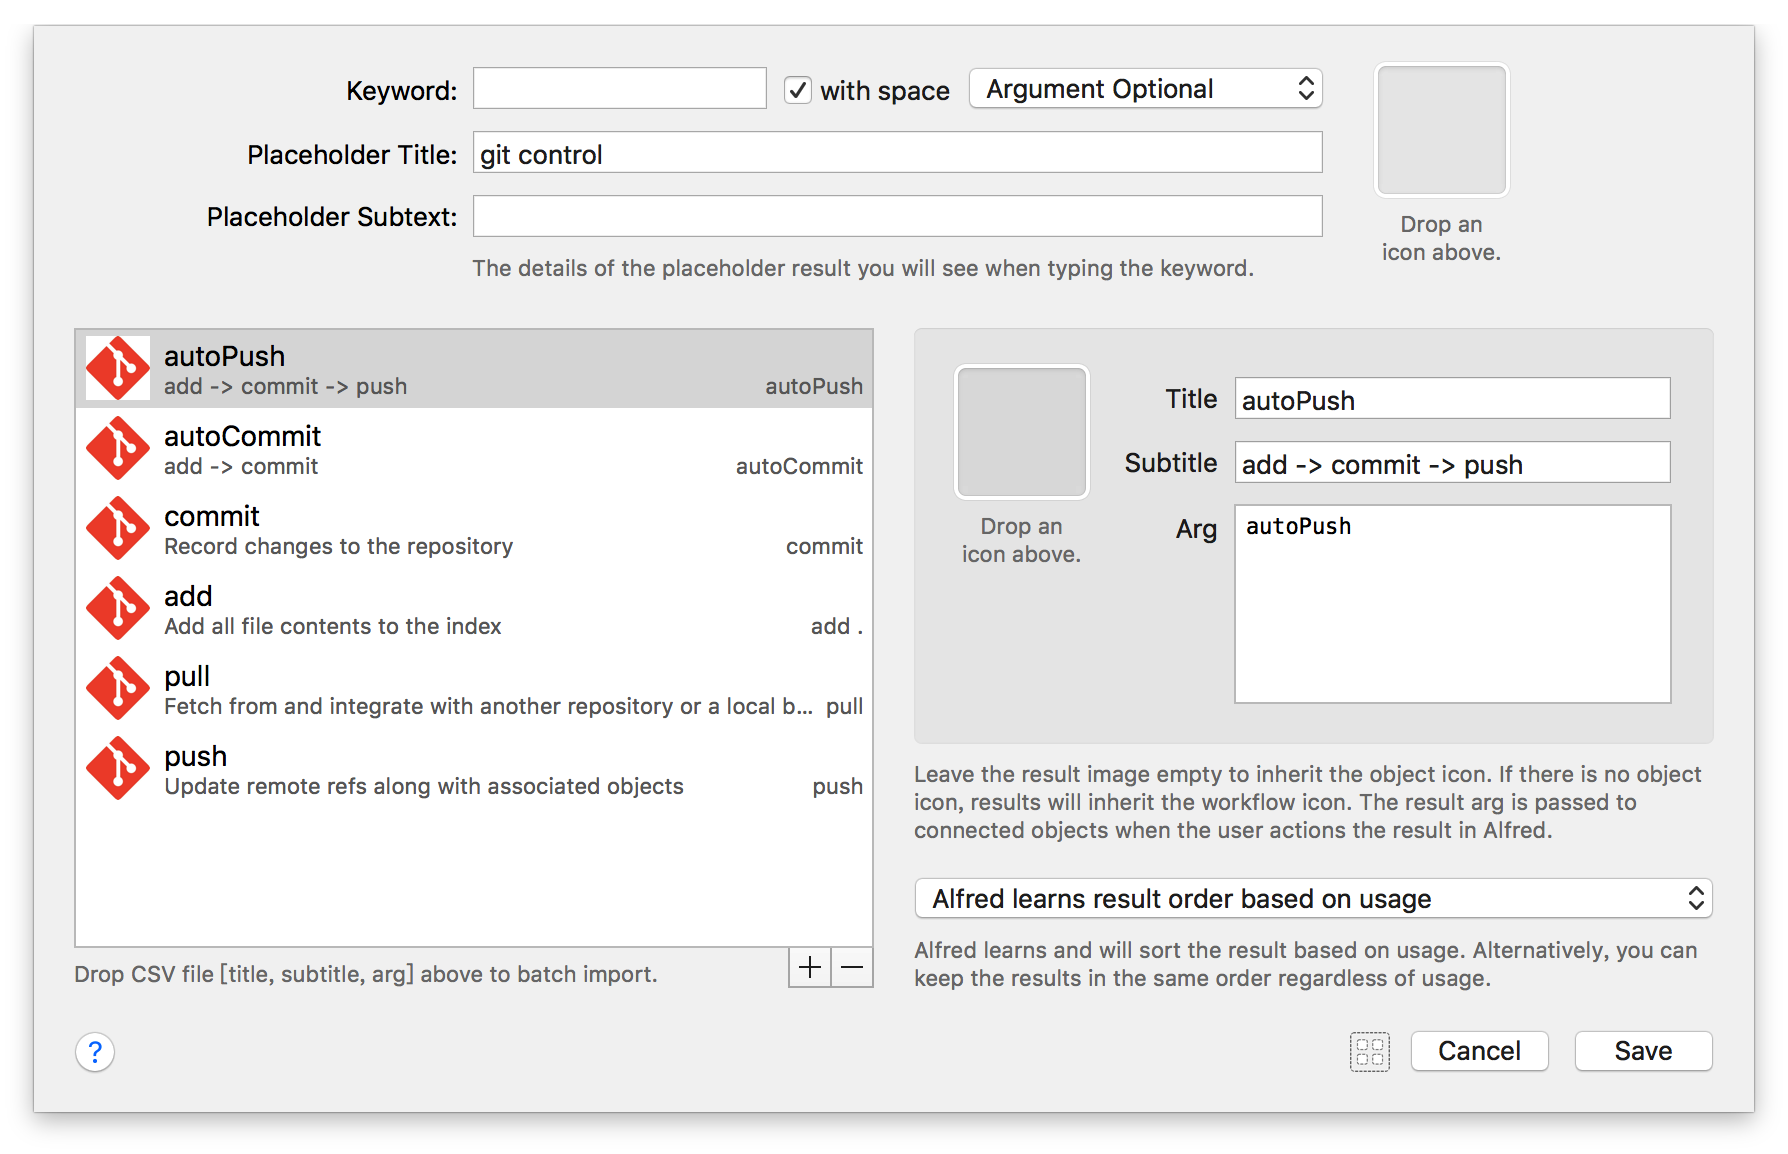 Keyword:
with space
Argument Optional
Placeholder Title:
git control
Placeholder Subtext:
The details of the placeholder result you will see when typing the keyword.
Drop an
icon above.
autoPush
add -> commit -> push
autoPush
autoCommit
add -> commit
autoCommit
commit
Record changes to the repository
commit
add
Add all file contents to the index
add .
pull
Fetch from and integrate with another repository or a local b...
pull
push
Update remote refs along with associated objects
push
Drop CSV file [title, subtitle, arg] above to batch import.
Drop an
icon above.
Title
autoPush
Subtitle
add -> commit -> push
Arg
autoPush
Leave the result image empty to inherit the object icon. If there is no object
icon, results will inherit the workflow icon. The result arg is passed to
connected objects when the user actions the result in Alfred.
Alfred learns result order based on usage
Alfred learns and will sort the result based on usage. Alternatively, you can
keep the results in the same order regardless of usage.
?
Cancel
Save